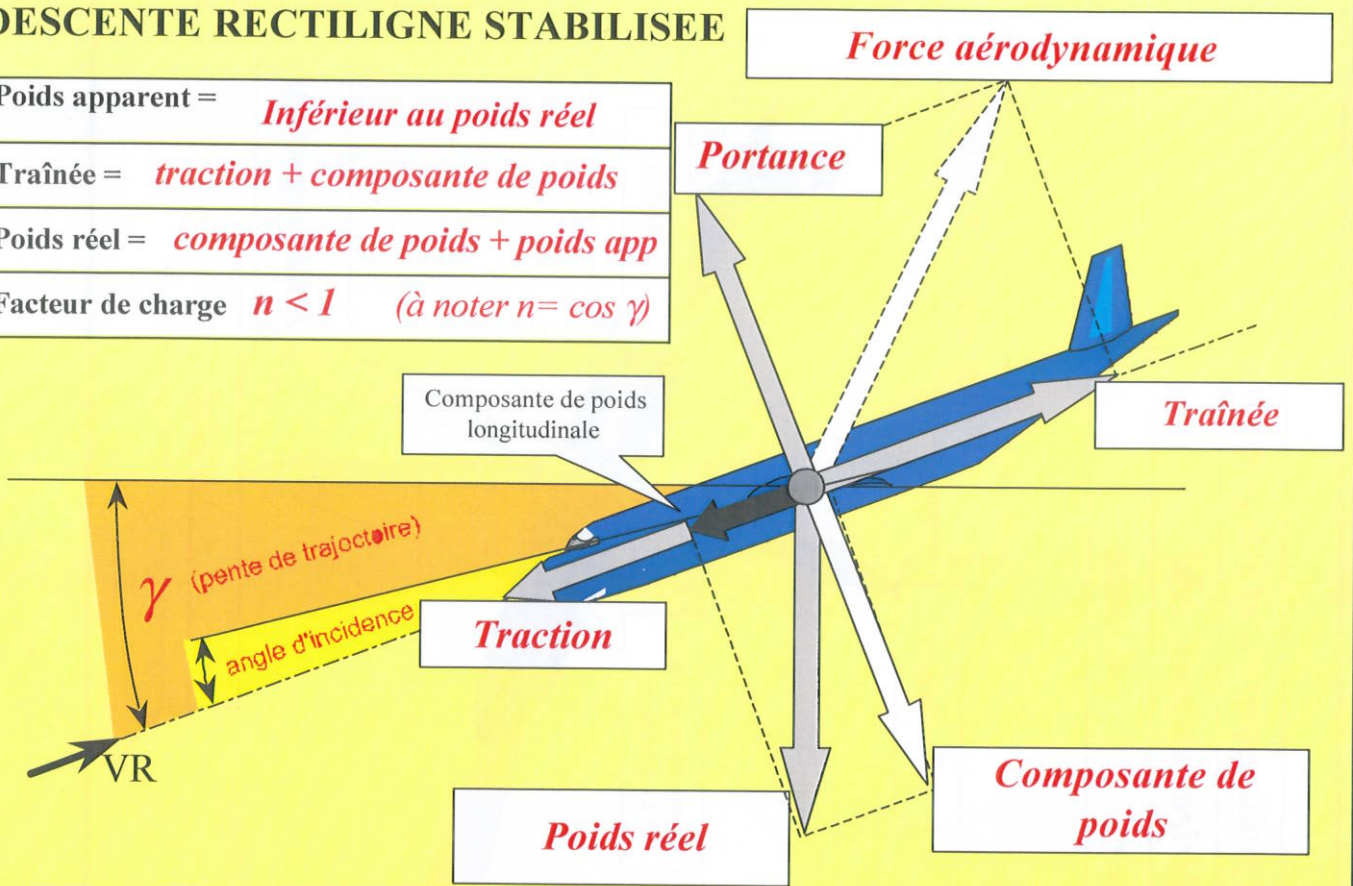 DESCENTE RECTILIGNE STABILISEE
Force aérodynamique
Poids apparent = Inférieur au poids réel
Traînée = traction + composante de poids
Poids réel = composante de poids + poids app
Facteur de charge n < 1 (à noter n= cos γ)
Portance
Composante de poids
longitudinale
Traînée
γ (pente de trajoctoire)
angle d'incidence
Traction
VR
Poids réel
Composante de
poids